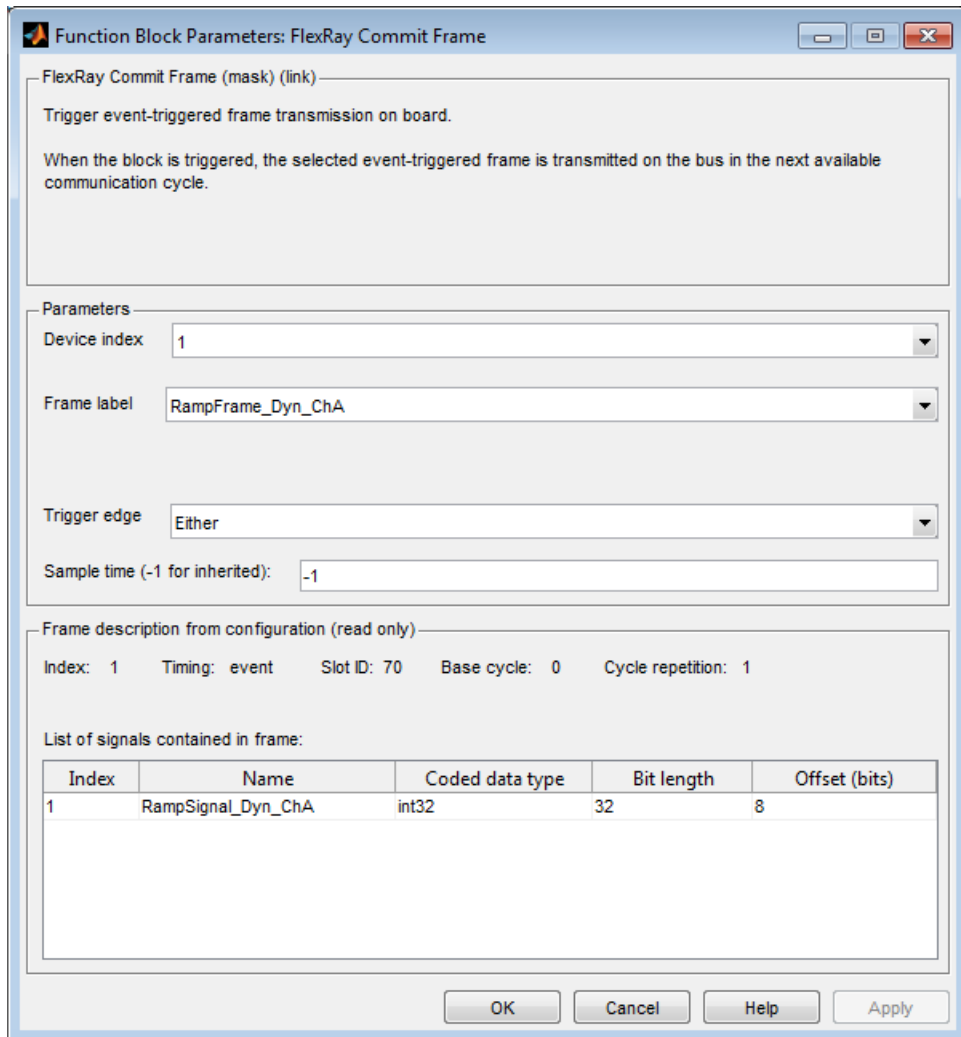 Function Block Parameters: FlexRay Commit Frame
FlexRay Commit Frame (mask) (link)
Trigger event-triggered frame transmission on board.
When the block is triggered, the selected event-triggered frame is transmitted on the bus in the next available
communication cycle.
Parameters
Device index 1
Frame label RampFrame_Dyn_ChA
Trigger edge Either
Sample time (-1 for inherited): -1
Frame description from configuration (read only)
Index: 1 Timing: event Slot ID: 70 Base cycle: 0 Cycle repetition: 1
List of signals contained in frame:
Index Name Coded data type Bit length Offset (bits)
1 RampSignal_Dyn_ChA int32 32 8
OK Cancel Help Apply